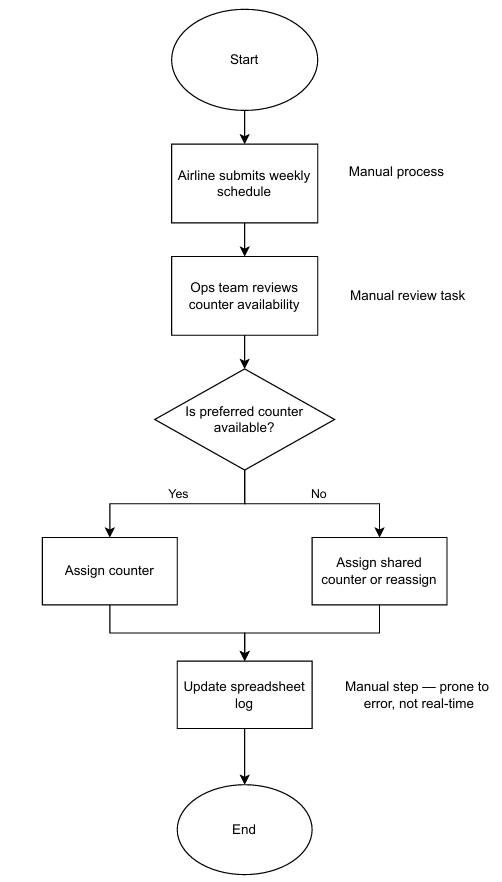 Start
Airline submits weekly
schedule
Manual process
Ops team reviews
counter availability
Manual review task
Is preferred counter
available?
Yes
No
Assign counter
Assign shared
counter or reassign
Update spreadsheet
log
Manual step — prone to
error, not real-time
End